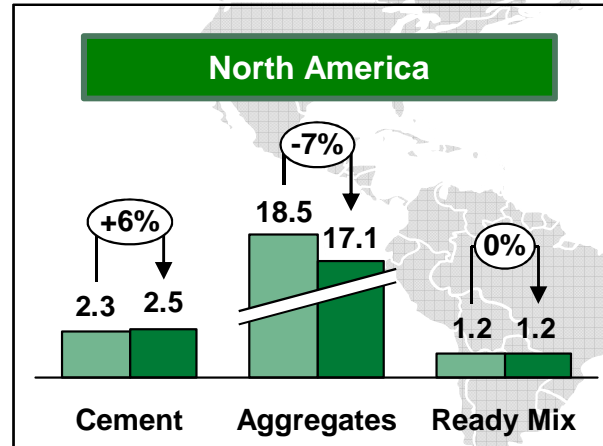 North America
-7%
+6%
18.5
17.1
0%
2.3
2.5
1.2
1.2
Cement
Aggregates
Ready Mix